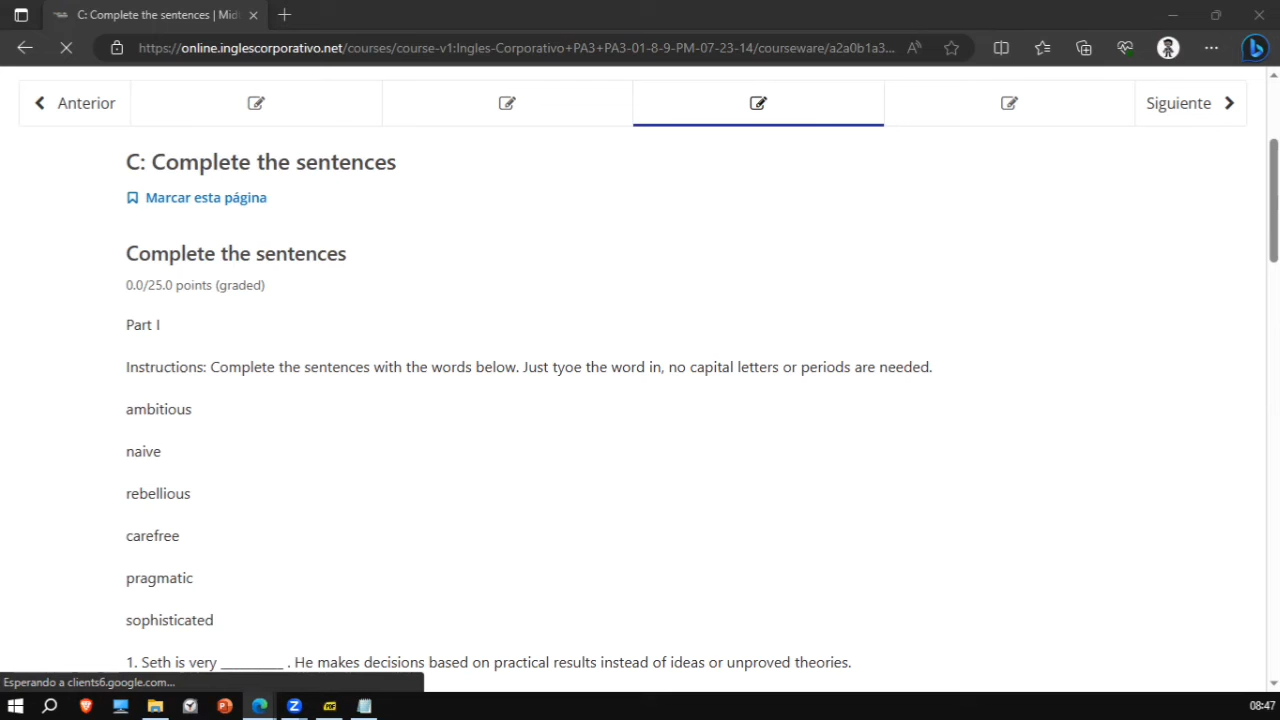 C: Complete the sentences | Mid
https://online.inglescorporativo.net/courses/course-v1:Ingles-Corporativo+PA3+PA3-01-8-9-PM-07-23-14/courseware/a2a0b1a3...
Anterior
Siguiente
C: Complete the sentences
Marcar esta página
Complete the sentences
0.0/25.0 points (graded)
Part I
Instructions: Complete the sentences with the words below. Just tyoe the word in, no capital letters or periods are needed.
ambitious
naive
rebellious
carefree
pragmatic
sophisticated
1. Seth is very ________ . He makes decisions based on practical results instead of ideas or unproved theories.
Esperando a clients6.google.com...
08:47